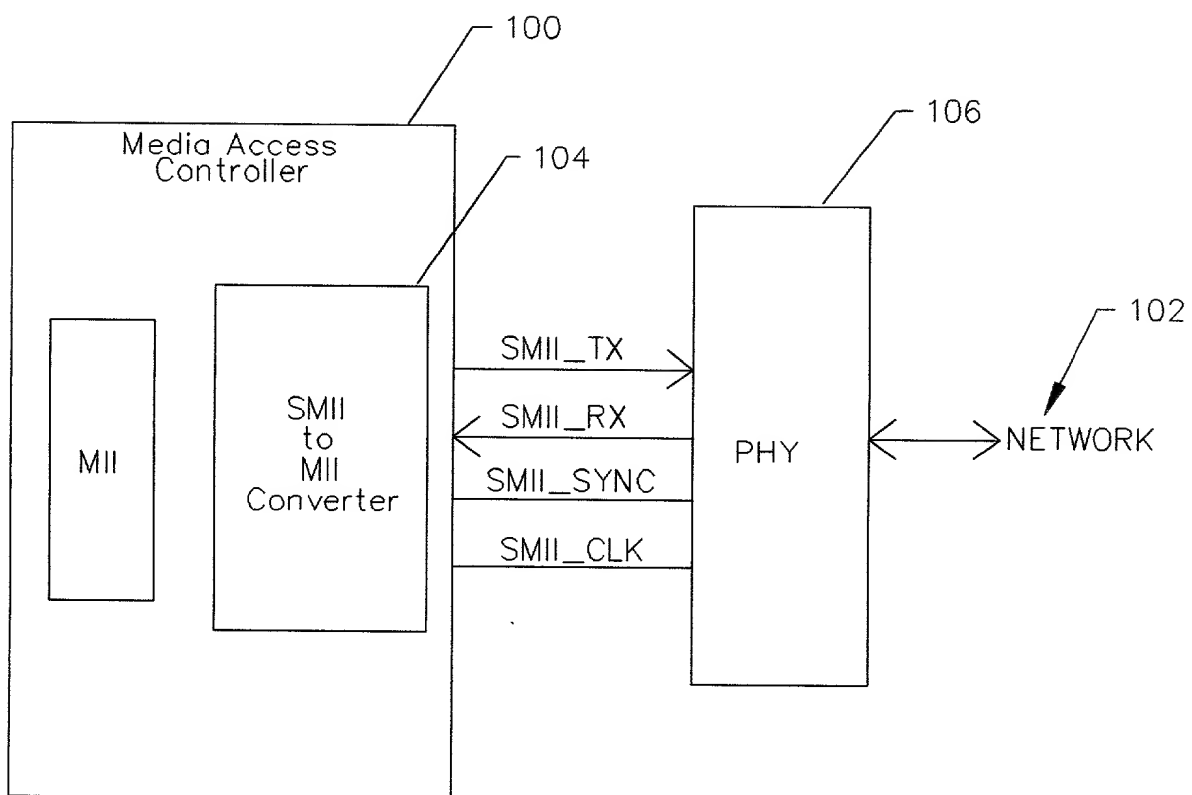 100
Media Access
Controller
104
106
102
MII
SMII
to
MII
Converter
SMII_TX
SMII_RX
SMII_SYNC
SMII_CLK
PHY
NETWORK